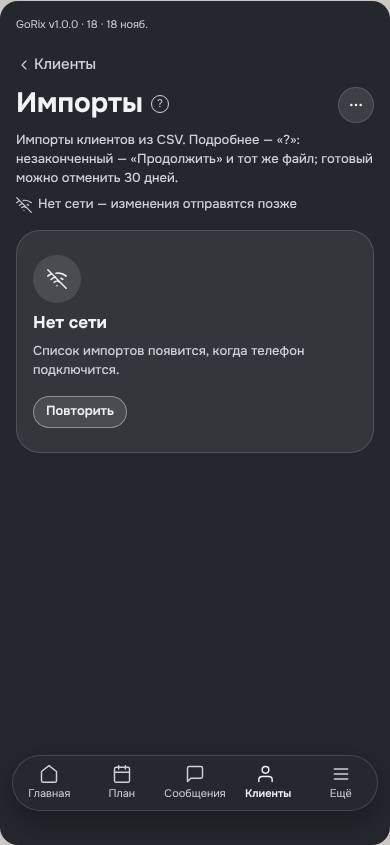 GoRix v1.0.0 · 18 · 18 нояб.
Клиенты
Импорты ?
Импорты клиентов из CSV. Подробнее — «?»:
незаконченный — «Продолжить» и тот же файл; готовый
можно отменить 30 дней.
Нет сети — изменения отправятся позже
Нет сети
Список импортов появится, когда телефон
подключится.
Повторить
Главная План Сообщения Клиенты Ещё